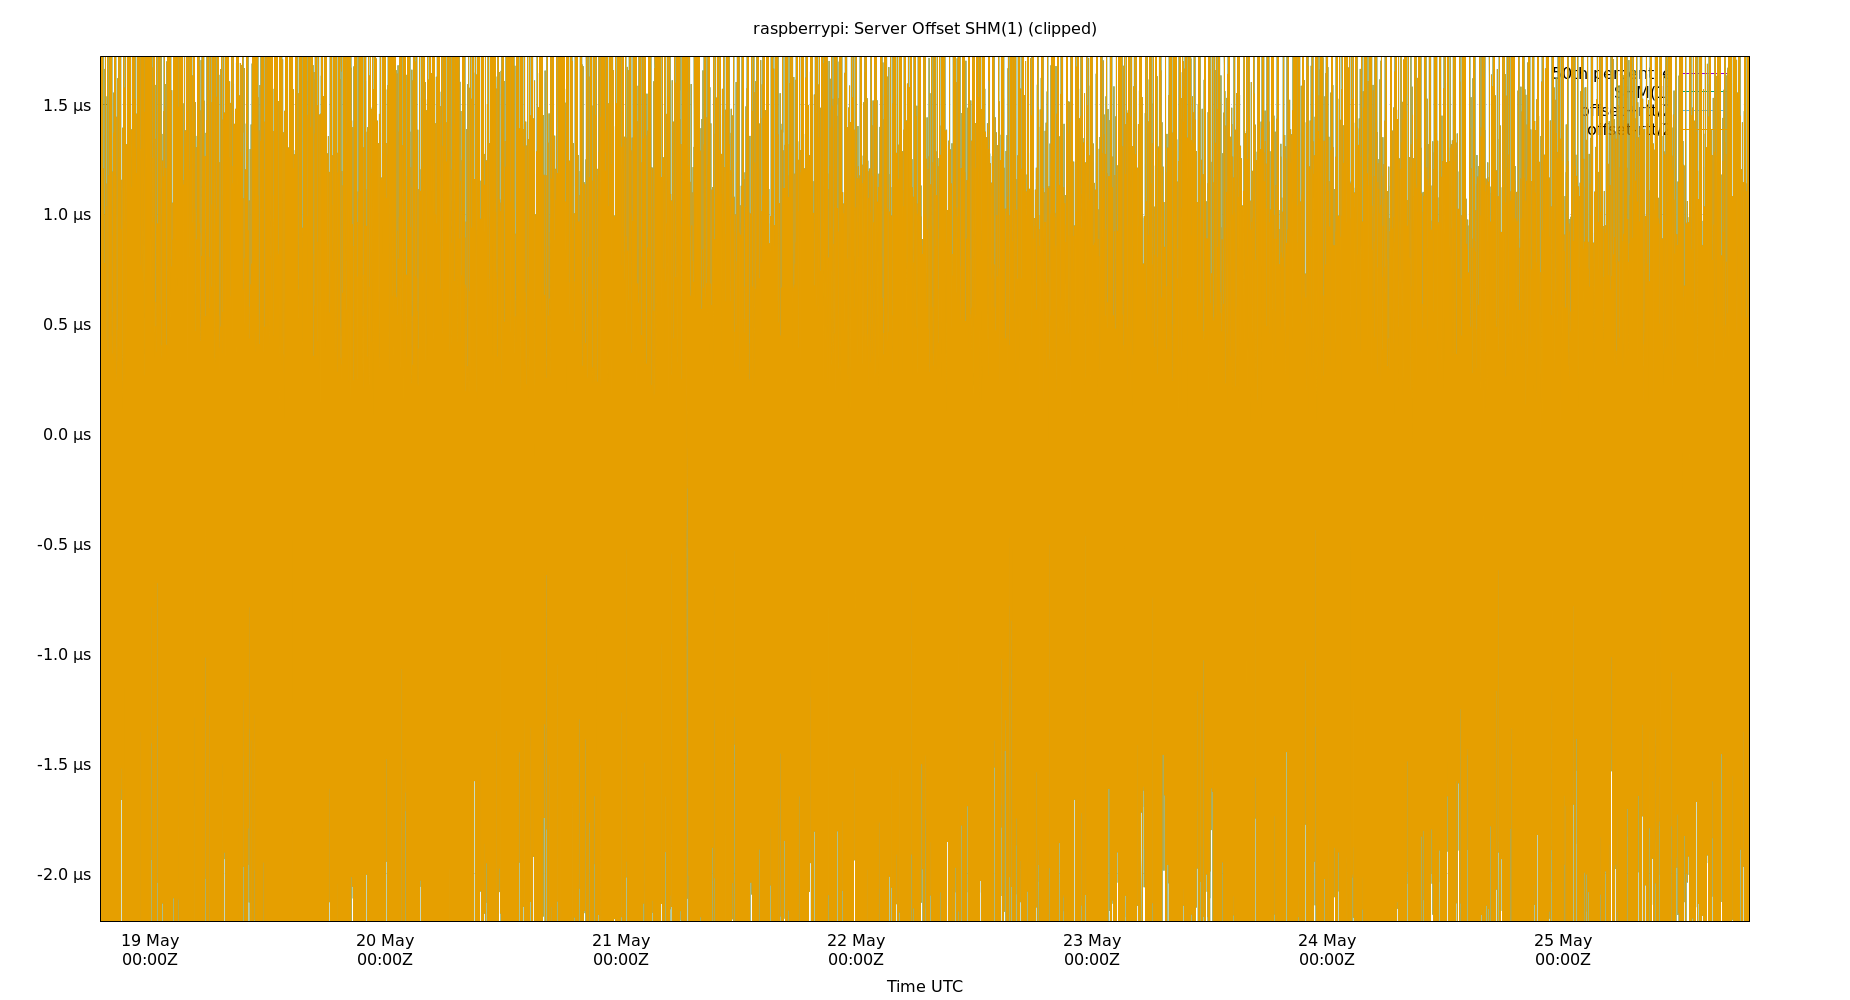 raspberrypi: Server Offset SHM(1) (clipped)
50th
1.5 µs
1.0 µs
0.5 µs
0.0 µs
-0.5 µs
-1.0 µs
-1.5 µs
-2.0 µs
19 May 20 May 21 May 22 May 23 May 24 May 25 May
00:00Z 00:00Z 00:00Z 00:00Z 00:00Z 00:00Z 00:00Z
Time UTC